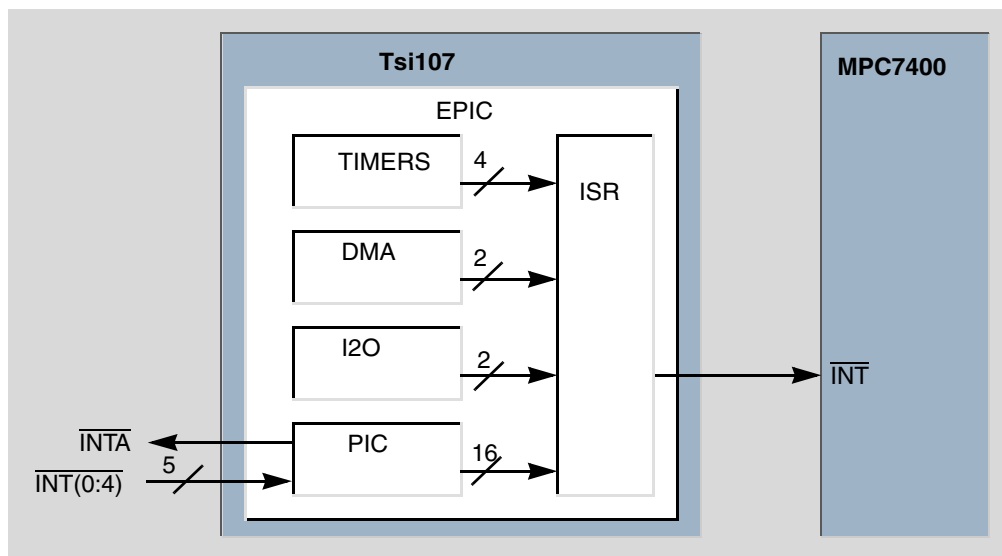 Tsi107
MPC7400
EPIC
TIMERS
4
ISR
DMA
2
I2O
2
INT
INTA
PIC
16
5
INT(0:4)